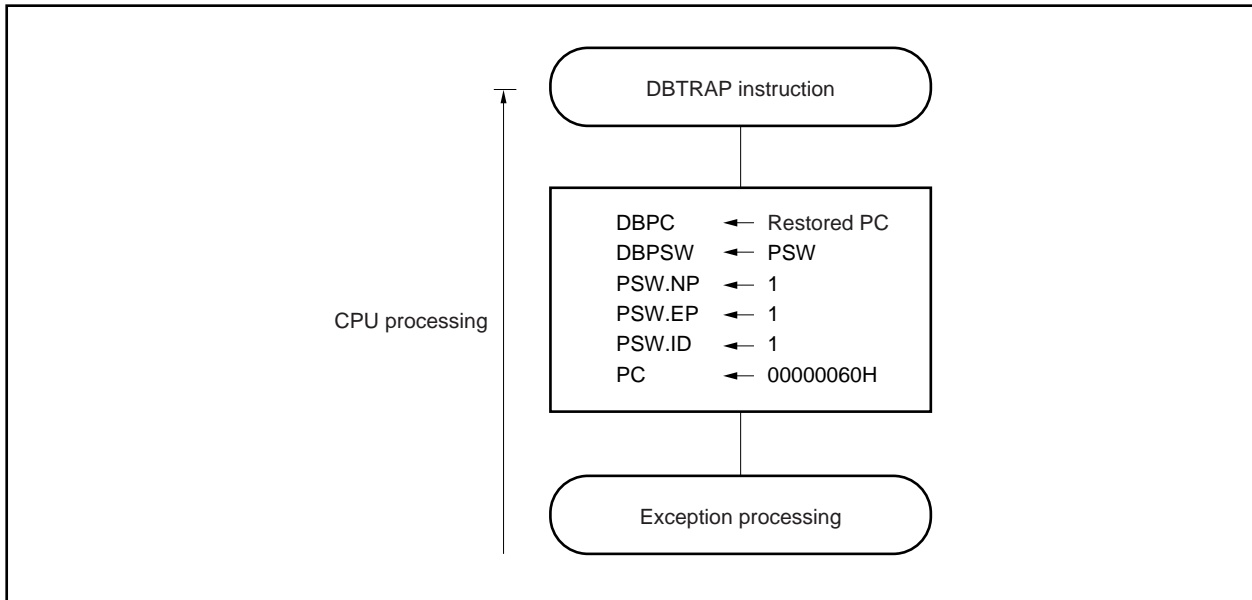 DBTRAP instruction
DBPC ← Restored PC
DBPSW ← PSW
PSW.NP ← 1
PSW.EP ← 1
PSW.ID ← 1
PC ← 00000060H
CPU processing
Exception processing